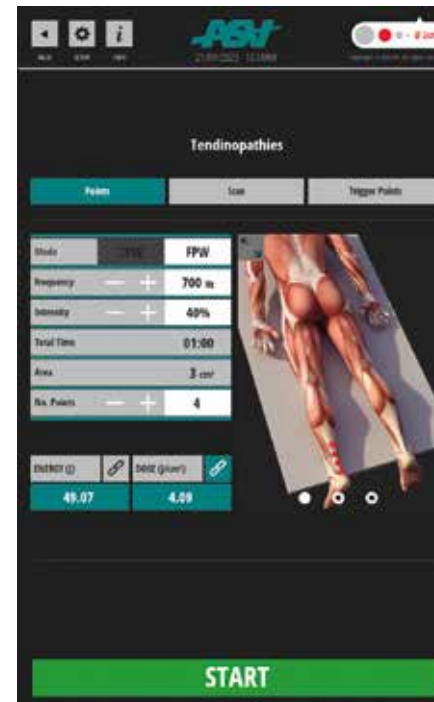 i
ASA
Tendinopathies
Points Scan Trigger Points
Mode FPW
Frequency 700 Hz
Intensity 40%
Total Time 01:00
Area 3 cm²
No. Points 4
ENERGY (J) DOSE (J/cm²)
49.07 4.09
START